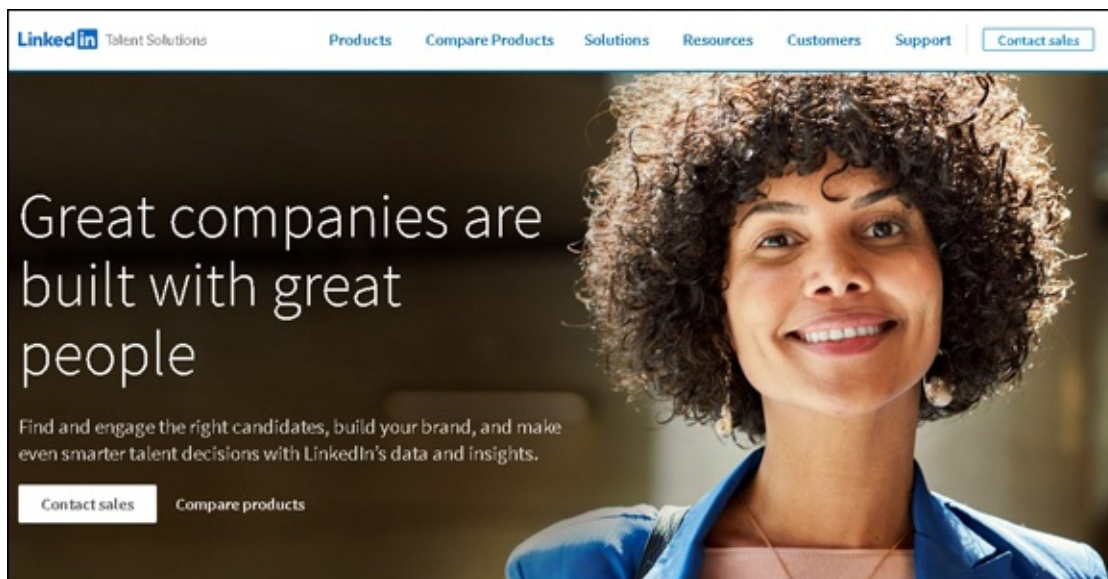 Linked in Talent Solutions Products Compare Products Solutions Resources Customers Support Contact sales
Great companies are
built with great
people
Find and engage the right candidates, build your brand, and make
even smarter talent decisions with LinkedIn's data and insights.
Contact sales Compare products